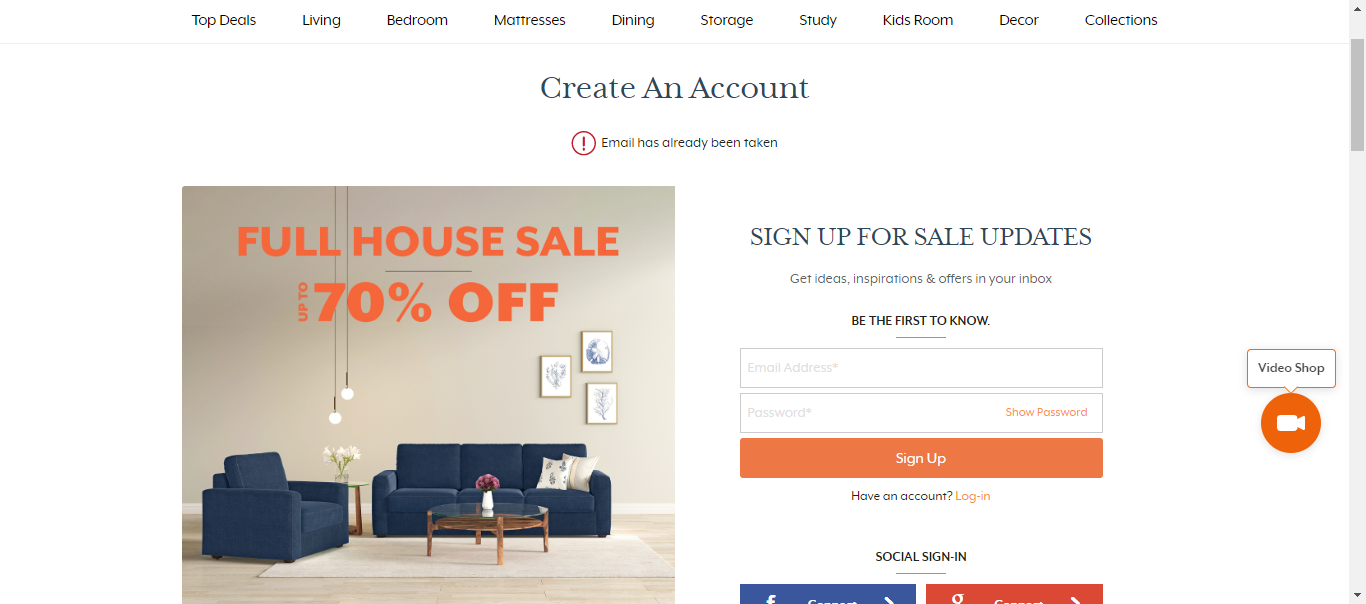 Top Deals Living Bedroom Mattresses Dining Storage Study Kids Room Decor Collections
Create An Account
Email has already been taken
FULL HOUSE SALE
UP TO 70% OFF
SIGN UP FOR SALE UPDATES
Get ideas, inspirations & offers in your inbox
BE THE FIRST TO KNOW.
Email Address*
Password* Show Password
Sign Up
Have an account? Log-in
SOCIAL SIGN-IN
f Connect g Connect
Video Shop